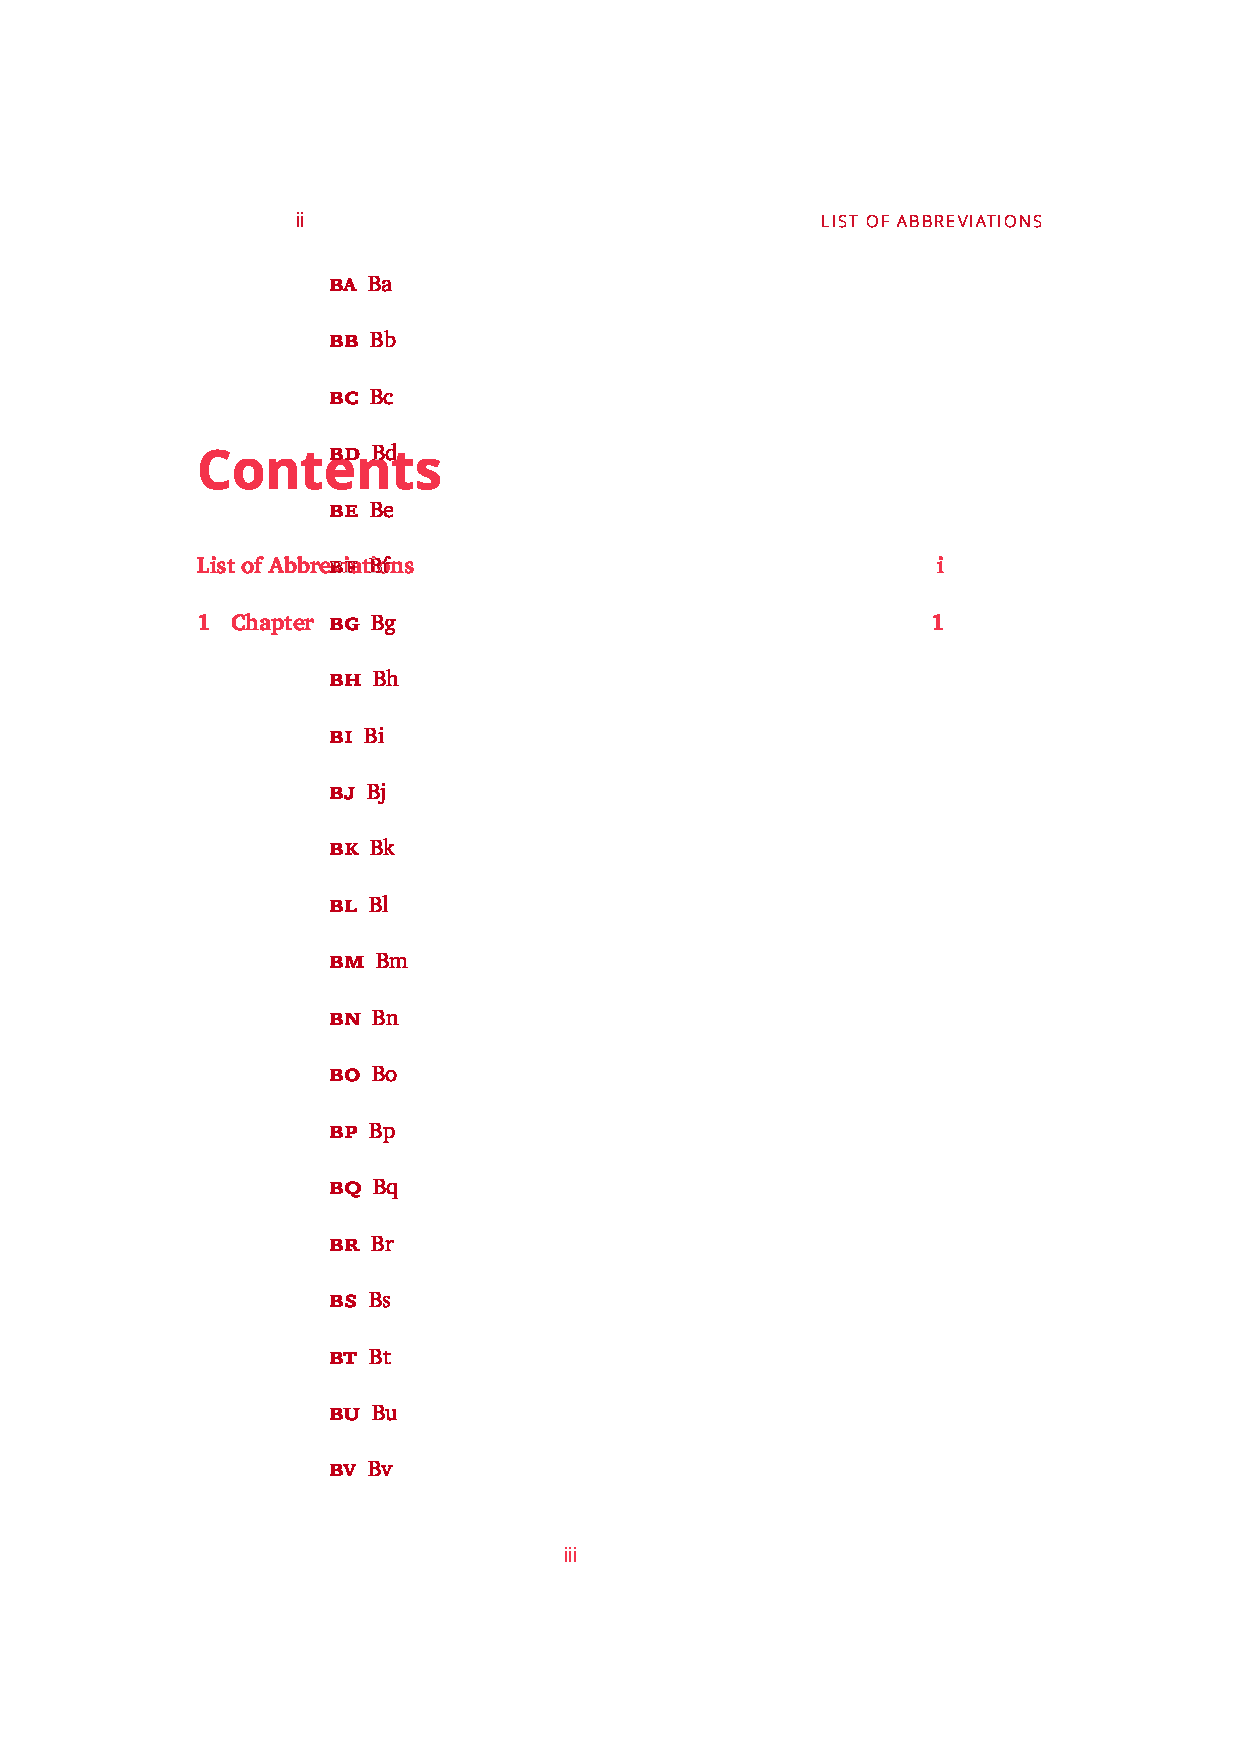 ii LIST OF ABBREVIATIONS
BA Ba
BB Bb
BC Bc
BD Bd
Contents
BE Be
List of Abbreviations i
BF Bf
1 Chapter 1
BG Bg
BH Bh
BI Bi
BJ Bj
BK Bk
BL Bl
BM Bm
BN Bn
BO Bo
BP Bp
BQ Bq
BR Br
BS Bs
BT Bt
BU Bu
BV Bv
iii